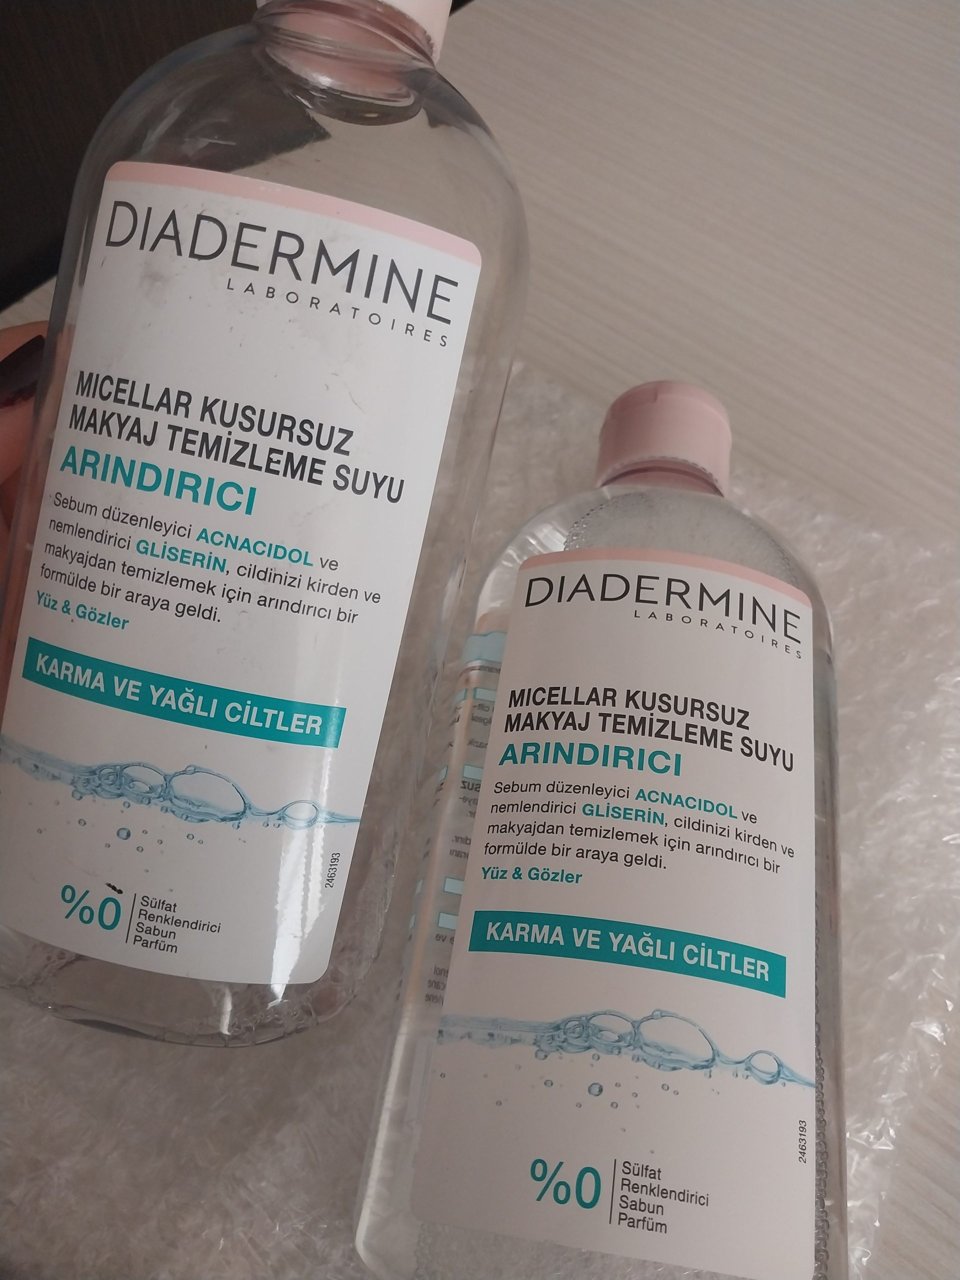 DIADERMINE
LABORATOIRES
MICELLAR KUSURSUZ
MAKYAJ TEMİZLEME SUYU
ARINDIRICI
Sebum düzenleyici ACNACIDOL ve
nemlendirici GLİSERİN, cildinizi kirden ve
makyajdan temizlemek için arındırıcı bir
formülde bir araya geldi.
Yüz & Gözler
KARMA VE YAĞLI CİLTLER
2463193
%0
Sülfat
Renklendirici
Sabun
Parfüm
DIADERMINE
LABORATOIRES
MICELLAR KUSURSUZ
MAKYAJ TEMİZLEME SUYU
ARINDIRICI
Sebum düzenleyici ACNACIDOL ve
nemlendirici GLİSERİN, cildinizi kirden ve
makyajdan temizlemek için arındırıcı bir
formülde bir araya geldi.
Yüz & Gözler
KARMA VE YAĞLI CİLTLER
2463193
%0
Sülfat
Renklendirici
Sabun
Parfüm